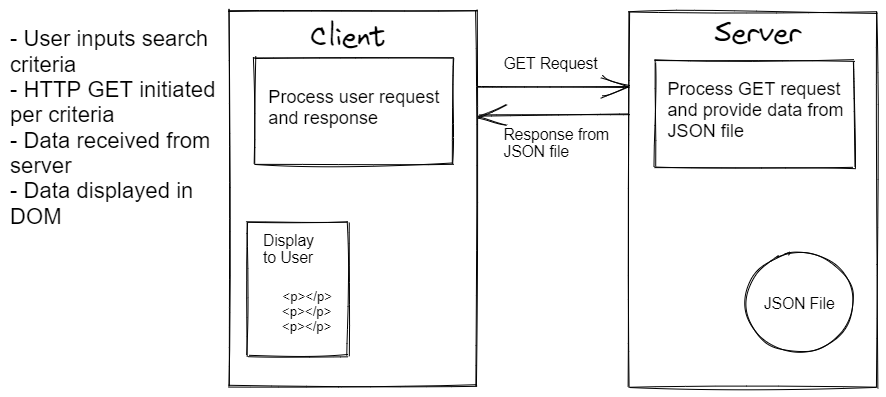 - User inputs search
criteria
- HTTP GET initiated
per criteria
- Data received from
server
- Data displayed in
DOM
Client
Process user request
and response
Display
to User
<p></p>
<p></p>
<p></p>
GET Request
Response from
JSON file
Server
Process GET request
and provide data from
JSON file
JSON File